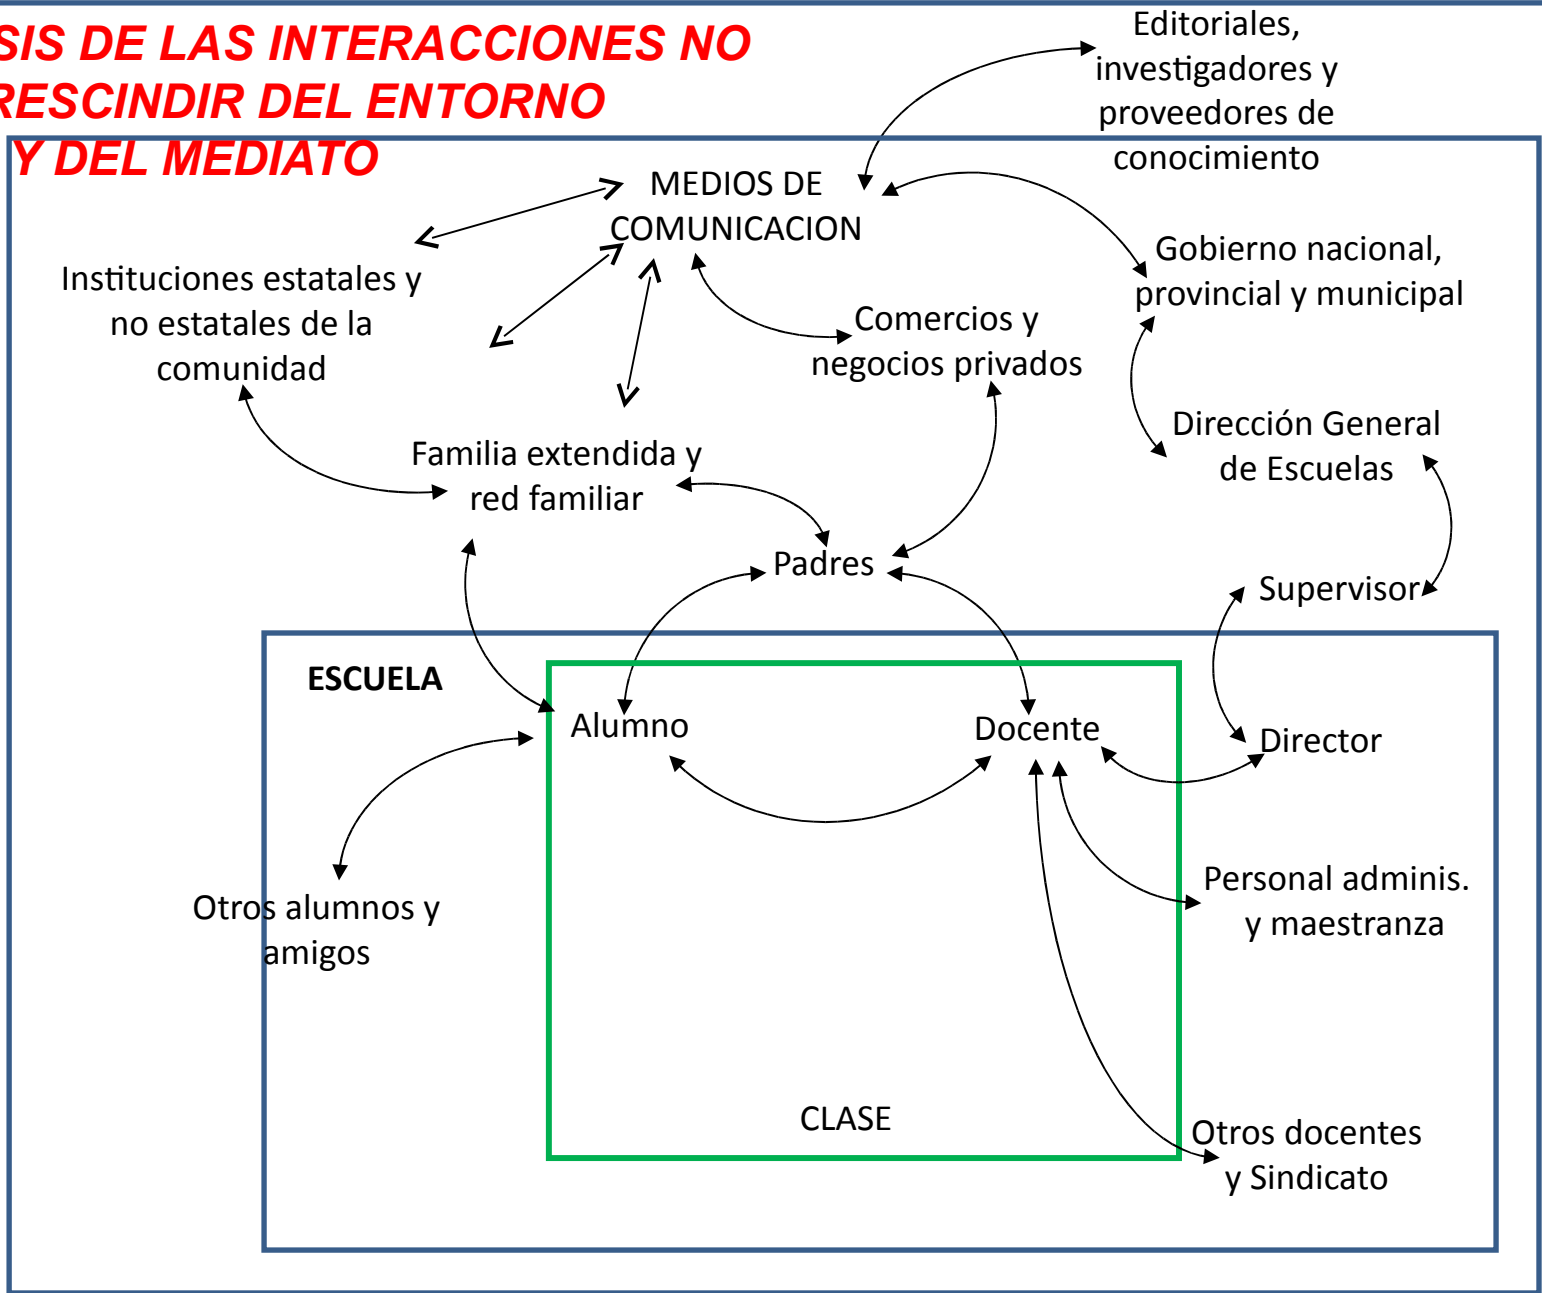 SIS DE LAS INTERACCIONES NO
RESCINDIR DEL ENTORNO
Y DEL MEDIATO
Editoriales,
investigadores y
proveedores de
conocimiento
MEDIOS DE
COMUNICACION
Instituciones estatales y
no estatales de la
comunidad
Gobierno nacional,
provincial y municipal
Comercios y
negocios privados
Dirección General
de Escuelas
Familia extendida y
red familiar
Padres
Supervisor
ESCUELA
Alumno
Docente
Director
Otros alumnos y
amigos
Personal adminis.
y maestranza
CLASE
Otros docentes
y Sindicato